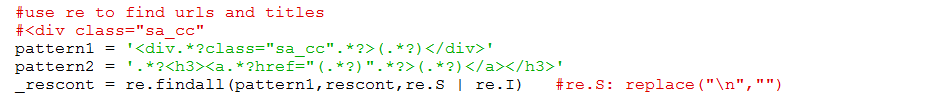 #use re to find urls and titles
#<div class="sa_cc"
pattern1 = '<div.*?class="sa_cc".*?>(.*?)</div>'
pattern2 = '.*?<h3><a.*?href="(.*?)".*?>(.*?)</a></h3>'
_rescont = re.findall(pattern1,rescont,re.S | re.I)   #re.S: replace("\n","")